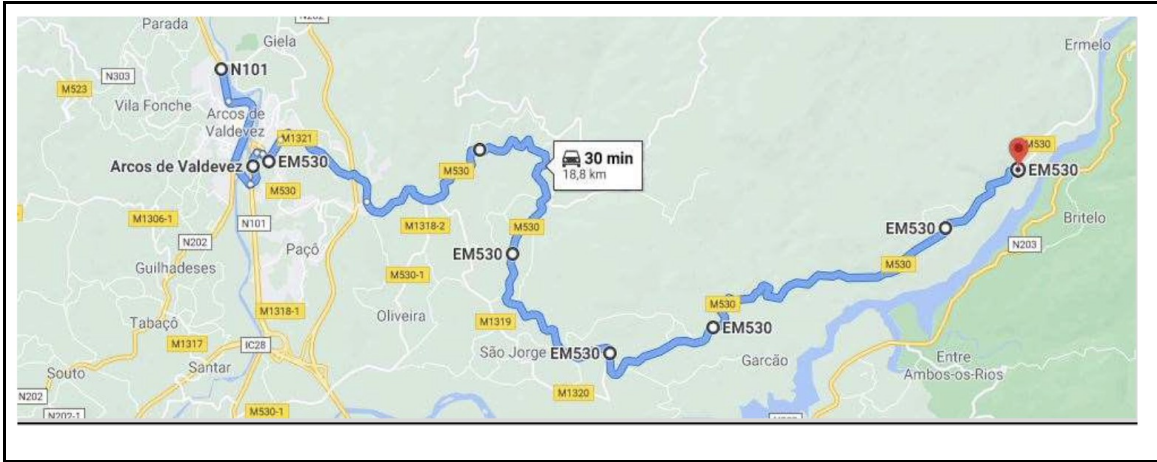 Parada
N202
Giela
Ermelo
N101
N303
M523
Vila Fonche
Arcos de
Valdevez
M1321
30 min
18,8 km
M530
Arcos de Valdevez
EM530
M530
M530
EM530
M1306-1
N101
M1318-2
M530
EM530
Britelo
N202
Paçô
EM530
N203
Guilhadeses
M530-1
M530
M1318-1
Oliveira
M530
Tabaçô
M1319
EM530
M1317
IC28
São Jorge
EM530
Garcão
Entre
Ambos-os-Rios
Souto
Santar
M1320
N202
M530-1
N202-1